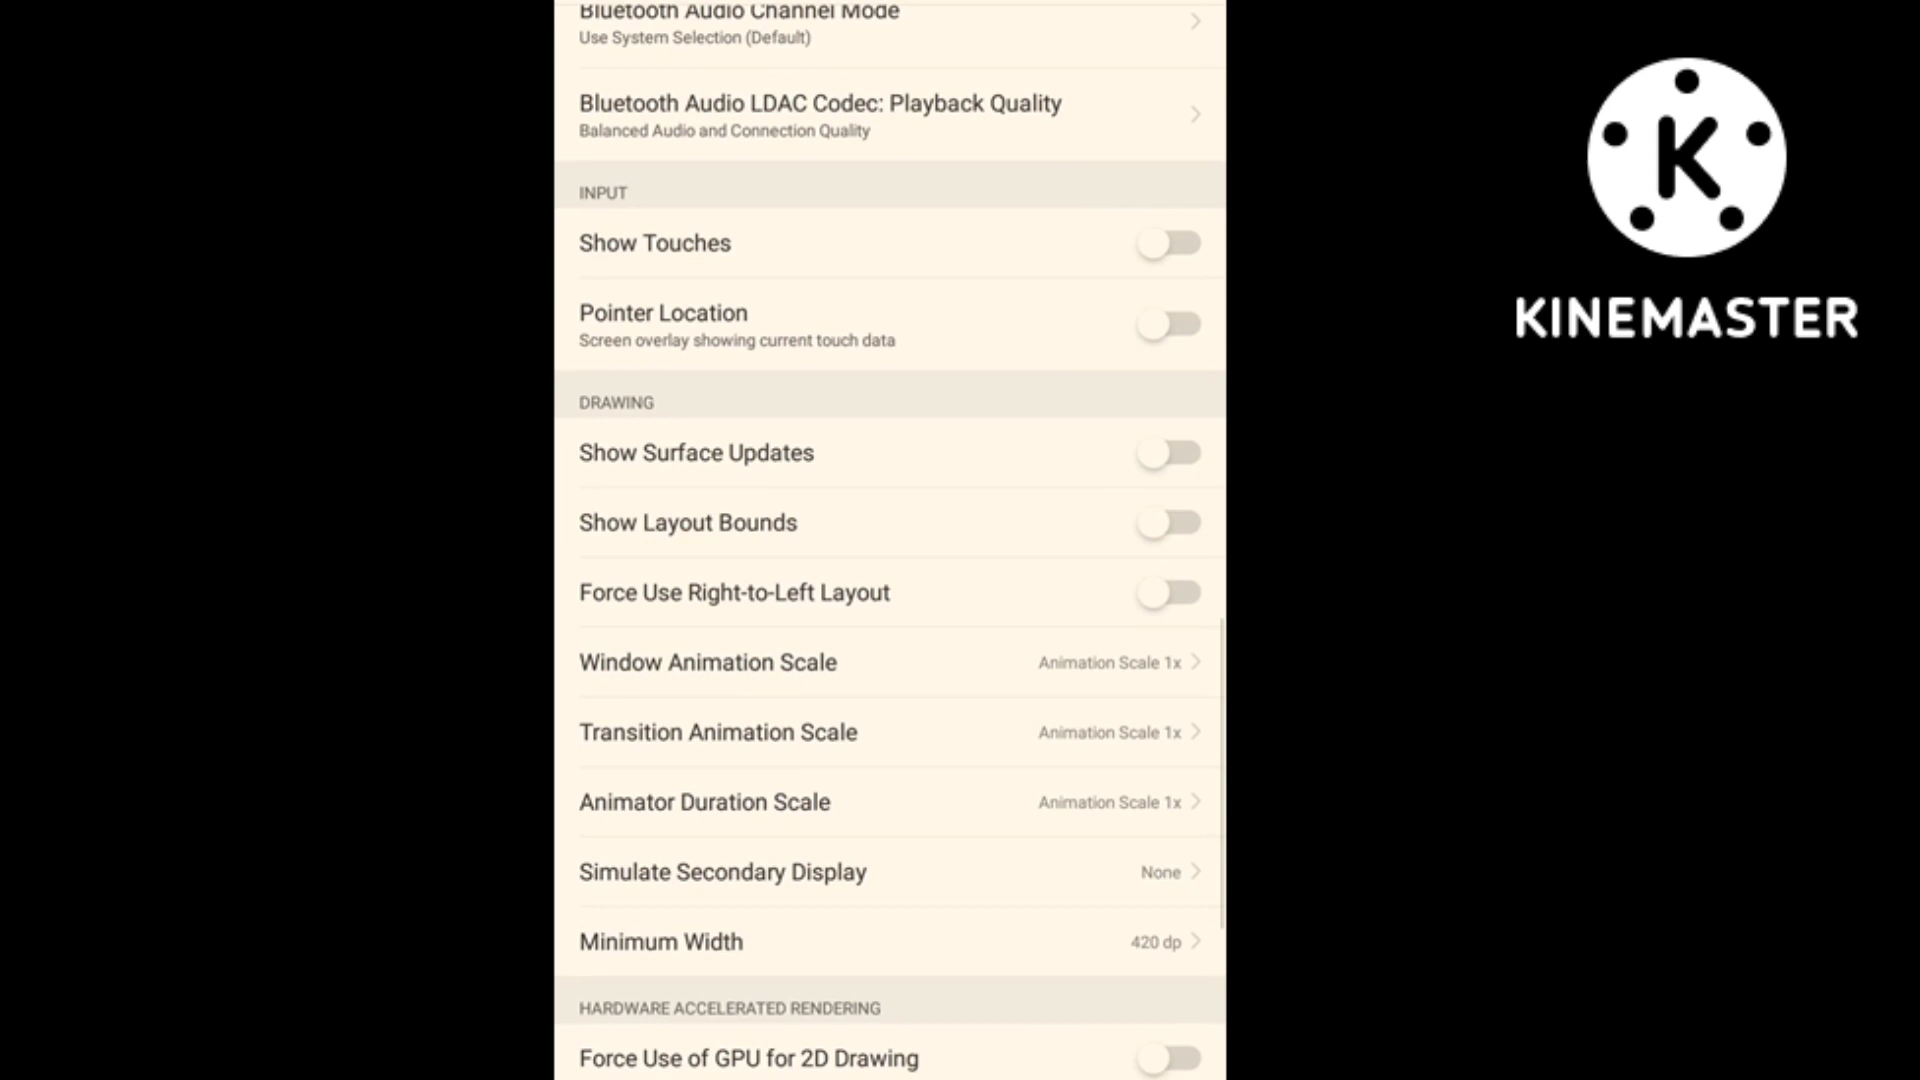 Bluetooth Audio Channel Mode
Use System Selection (Default)
Bluetooth Audio LDAC Codec: Playback Quality
Balanced Audio and Connection Quality
INPUT
Show Touches
Pointer Location
Screen overlay showing current touch data
DRAWING
Show Surface Updates
Show Layout Bounds
Force Use Right-to-Left Layout
Window Animation Scale Animation Scale 1x
Transition Animation Scale Animation Scale 1x
Animator Duration Scale Animation Scale 1x
Simulate Secondary Display None
Minimum Width 420 dp
HARDWARE ACCELERATED RENDERING
Force Use of GPU for 2D Drawing
K
KINEMASTER